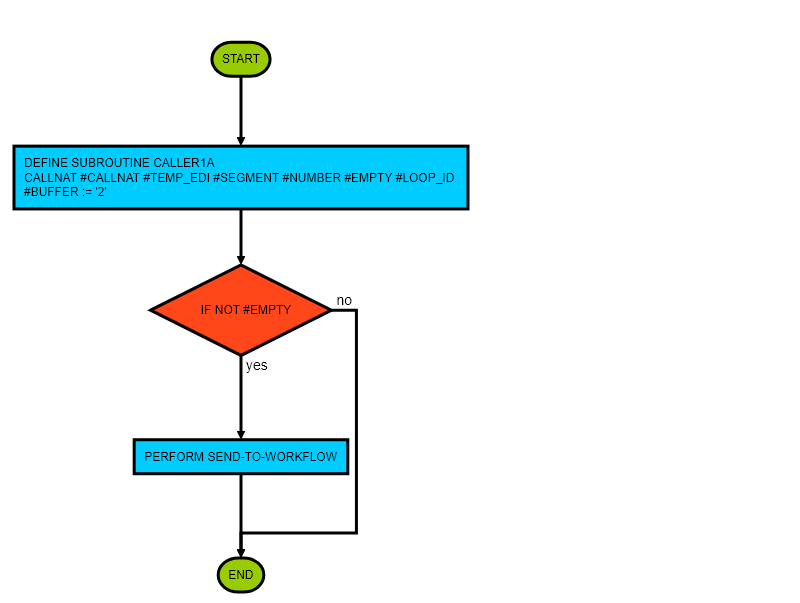 START
DEFINE SUBROUTINE CALLER1A
CALLNAT #CALLNAT #TEMP_EDI #SEGMENT #NUMBER #EMPTY #LOOP_ID
#BUFFER := '2'
IF NOT #EMPTY
no
yes
PERFORM SEND-TO-WORKFLOW
END